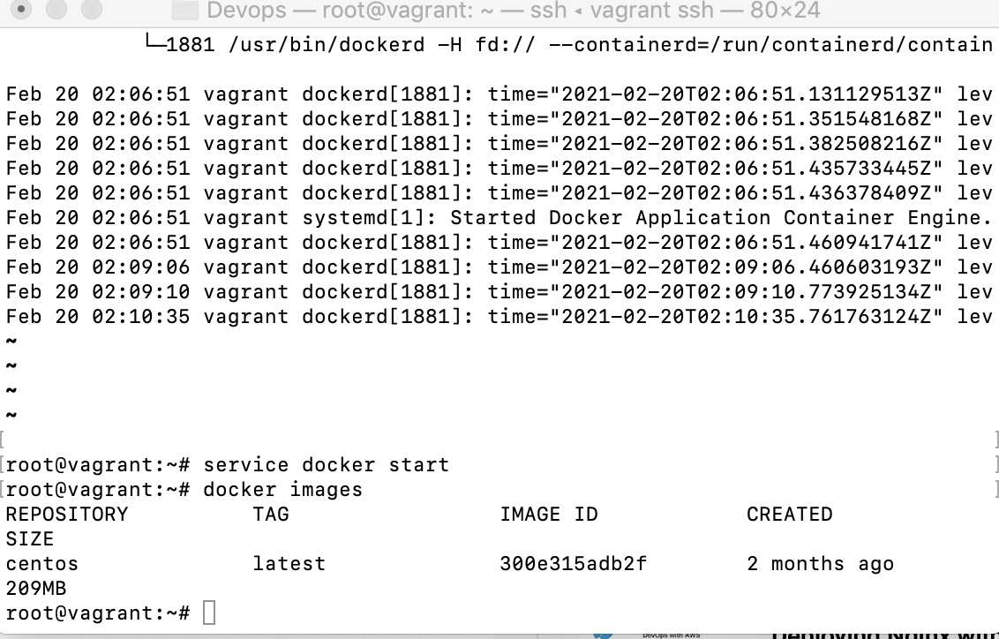 Devops — root@vagrant: ~ — ssh ◂ vagrant ssh — 80×24
└─1881 /usr/bin/dockerd -H fd:// --containerd=/run/containerd/contain
Feb 20 02:06:51 vagrant dockerd[1881]: time="2021-02-20T02:06:51.131129513Z" lev
Feb 20 02:06:51 vagrant dockerd[1881]: time="2021-02-20T02:06:51.351548168Z" lev
Feb 20 02:06:51 vagrant dockerd[1881]: time="2021-02-20T02:06:51.382508216Z" lev
Feb 20 02:06:51 vagrant dockerd[1881]: time="2021-02-20T02:06:51.435733445Z" lev
Feb 20 02:06:51 vagrant dockerd[1881]: time="2021-02-20T02:06:51.436378409Z" lev
Feb 20 02:06:51 vagrant systemd[1]: Started Docker Application Container Engine.
Feb 20 02:06:51 vagrant dockerd[1881]: time="2021-02-20T02:06:51.460941741Z" lev
Feb 20 02:09:06 vagrant dockerd[1881]: time="2021-02-20T02:09:06.460603193Z" lev
Feb 20 02:09:10 vagrant dockerd[1881]: time="2021-02-20T02:09:10.773925134Z" lev
Feb 20 02:10:35 vagrant dockerd[1881]: time="2021-02-20T02:10:35.761763124Z" lev
~
~
~
~
[ ]
[root@vagrant:~# service docker start ]
[root@vagrant:~# docker images ]
REPOSITORY TAG IMAGE ID CREATED
SIZE
centos latest 300e315adb2f 2 months ago
209MB
root@vagrant:~#
DevOps with AWS
Deploying Nginx with